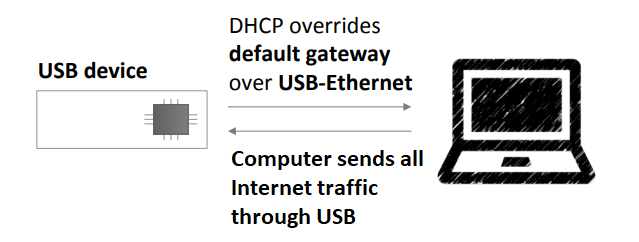 USB device
DHCP overrides
default gateway
over USB-Ethernet
Computer sends all
Internet traffic
through USB